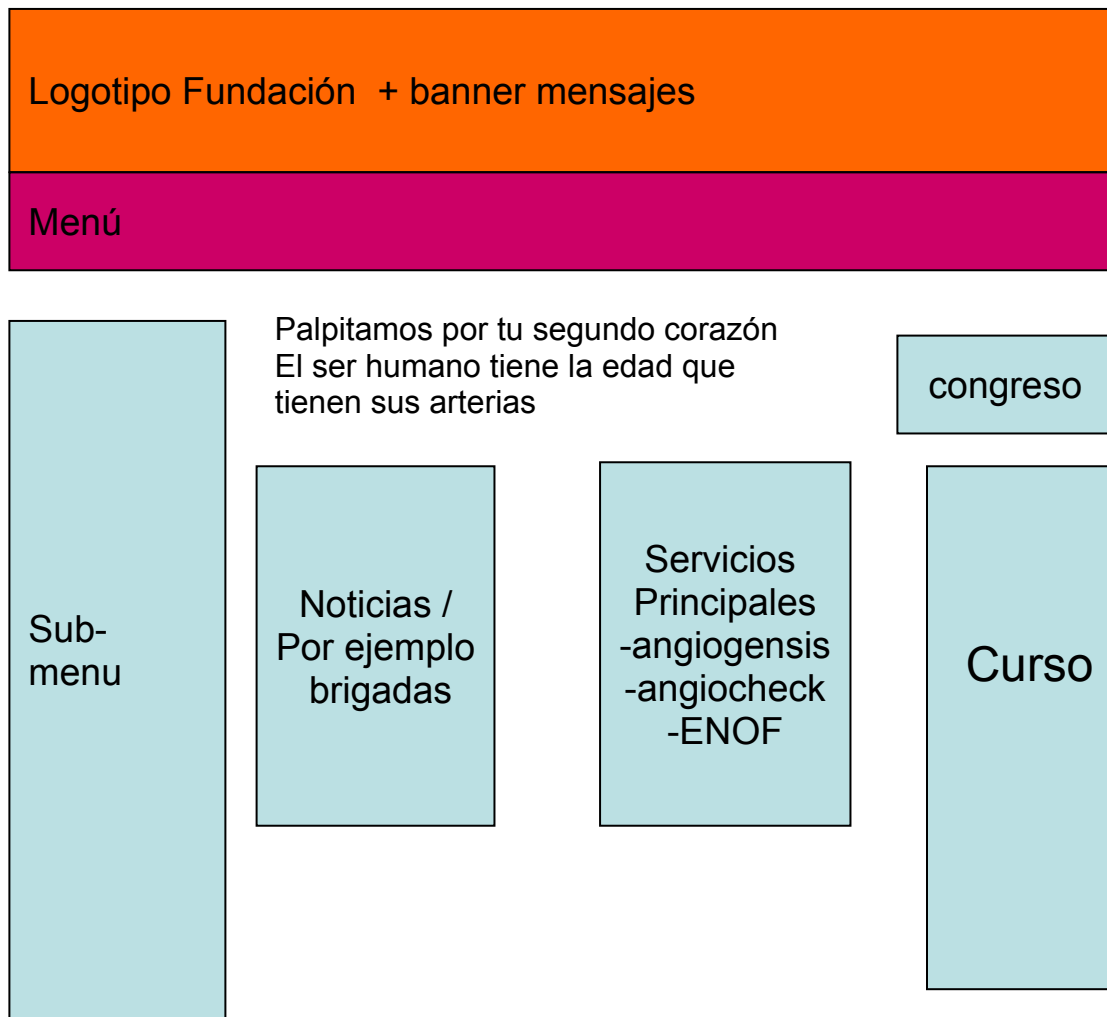 Logotipo Fundación + banner mensajes
Menú
Palpitamos por tu segundo corazón
El ser humano tiene la edad que
tienen sus arterias
congreso
Sub-
menu
Noticias /
Por ejemplo
brigadas
Servicios
Principales
-angiogensis
-angiocheck
-ENOF
Curso